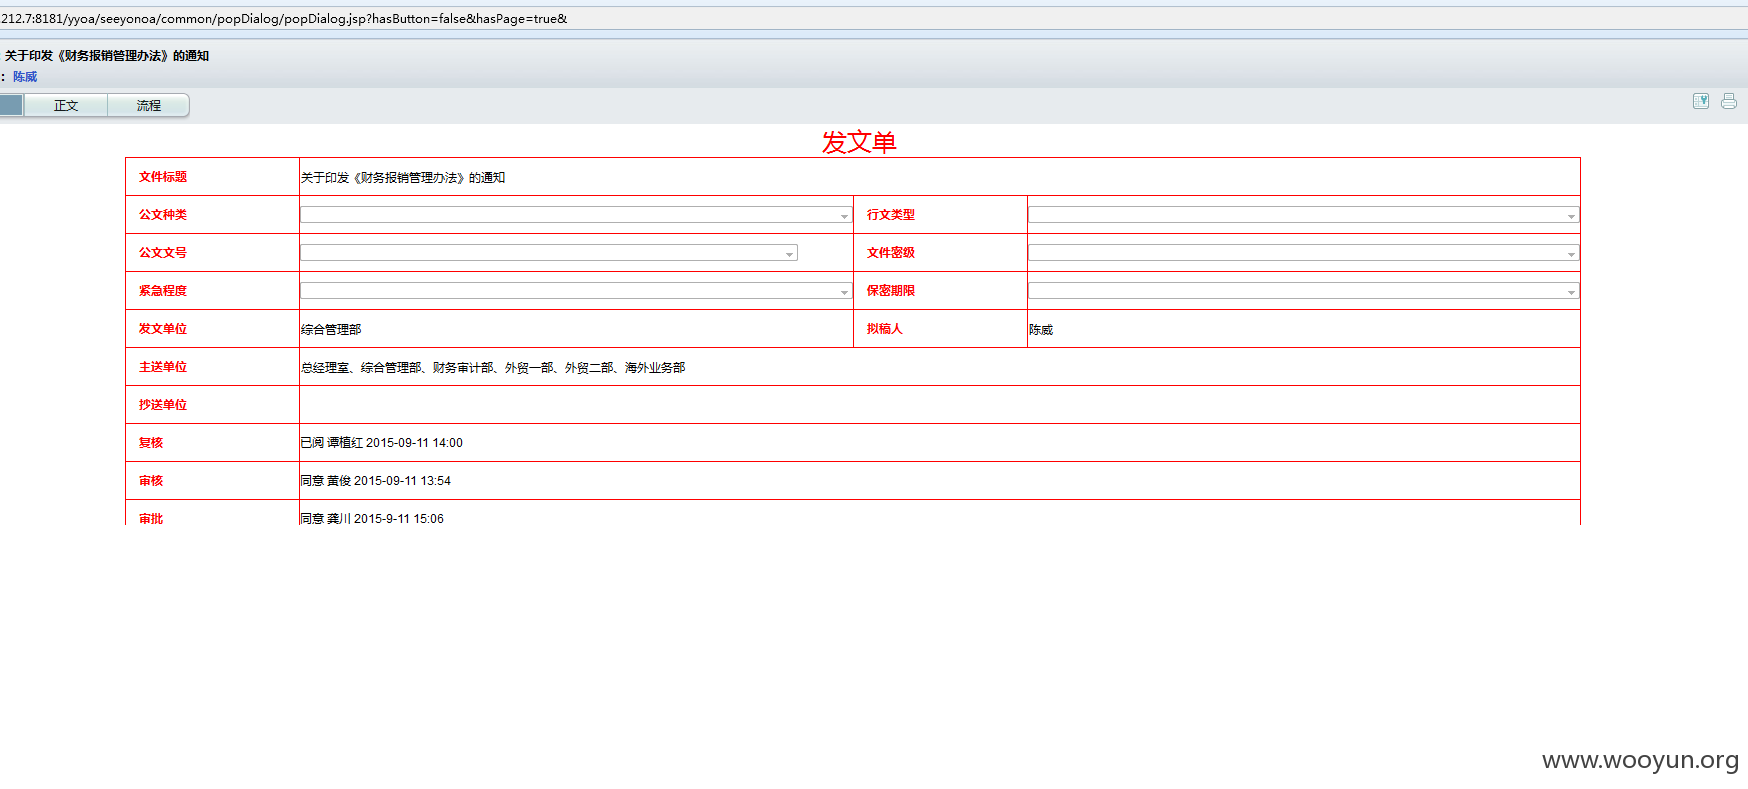 .212.7:8181/yyoa/seeyonoa/common/popDialog/popDialog.jsp?hasButton=false&hasPage=true&
关于印发《财务报销管理办法》的通知
： 陈威
正文 流程
发文单
文件标题 关于印发《财务报销管理办法》的通知
公文种类 行文类型
公文文号 文件密级
紧急程度 保密期限
发文单位 综合管理部 拟稿人 陈威
主送单位 总经理室、综合管理部、财务审计部、外贸一部、外贸二部、海外业务部
抄送单位
复核 已阅 谭植红 2015-09-11 14:00
审核 同意 黄俊 2015-09-11 13:54
审批 同意 龚川 2015-9-11 15:06
www.wooyun.org